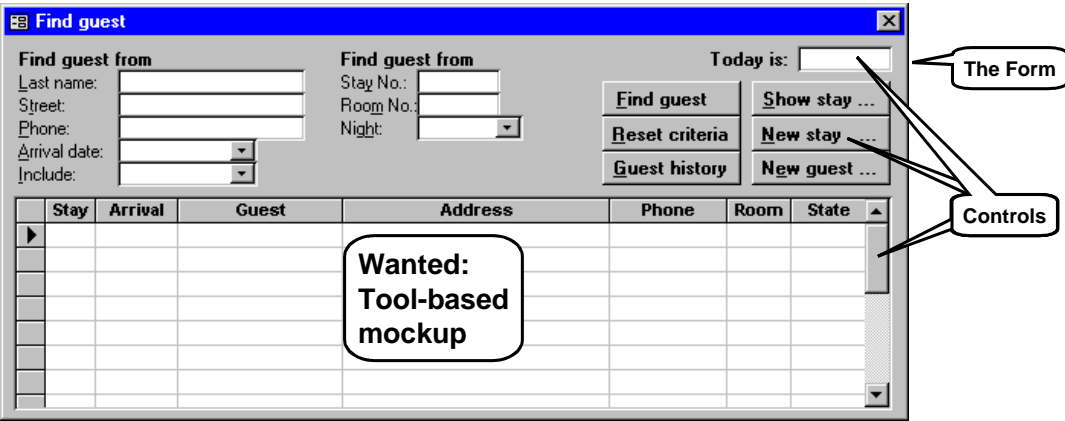 Find guest
Find guest from
Last name:
Street:
Phone:
Arrival date:
Include:
Find guest from
Stay No.:
Room No.:
Night:
Today is:
Find guest
Show stay ...
Reset criteria
New stay ...
Guest history
New guest ...
The Form
Controls
Stay Arrival Guest Address Phone Room State
Wanted:
Tool-based
mockup